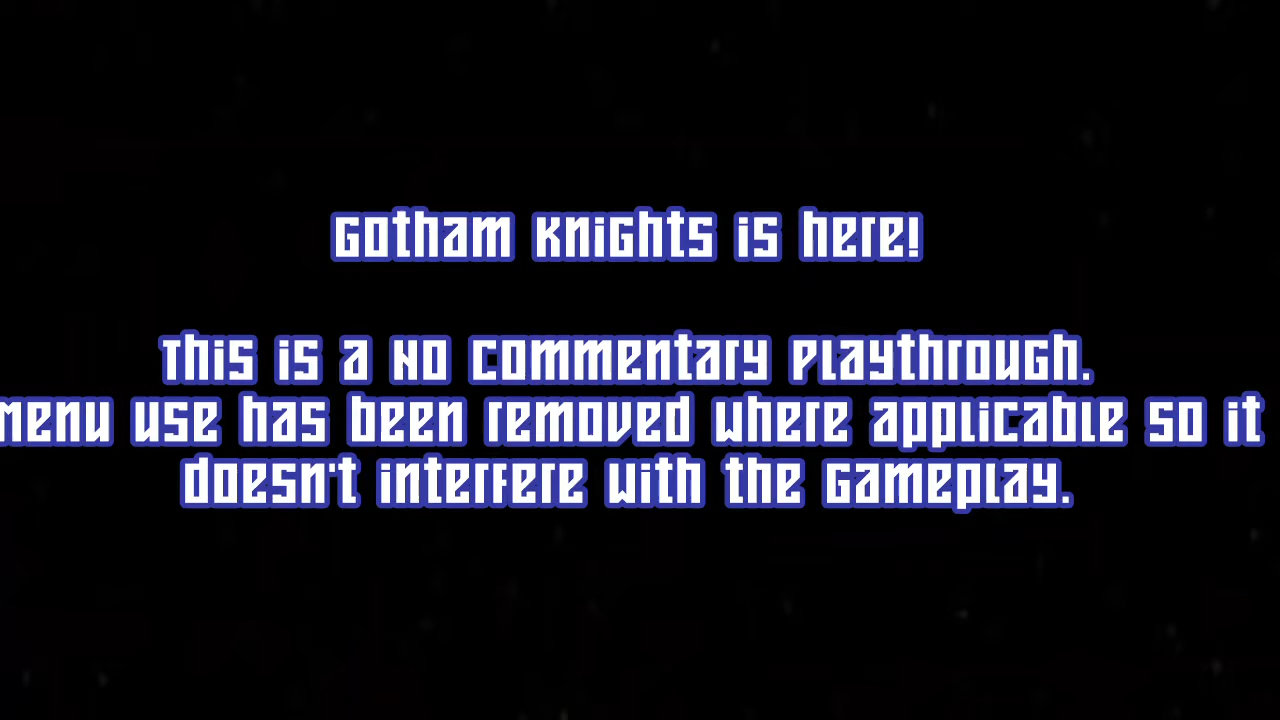 Gotham Knights is here!
This is a No Commentary Playthrough.
Menu use has been removed where applicable so it
doesn't interfere with the Gameplay.